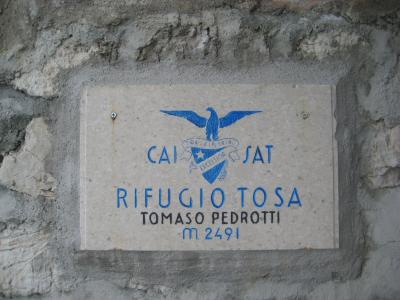 CAI SAT
RIFUGIO TOSA
TOMASO PEDROTTI
m 2491